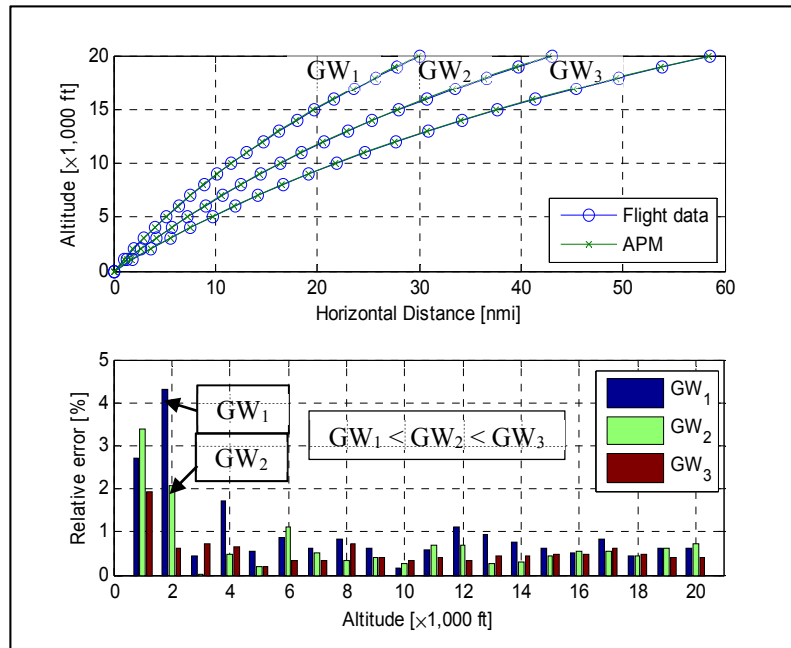 20
15
10
5
0
Altitude [×1,000 ft]
GW1 GW2 GW3
Flight data
APM
0 10 20 30 40 50 60
Horizontal Distance [nmi]
5
4
3
2
1
0
Relative error [%]
GW1
GW2
GW1 < GW2 < GW3
GW1
GW2
GW3
0 2 4 6 8 10 12 14 16 18 20
Altitude [×1,000 ft]